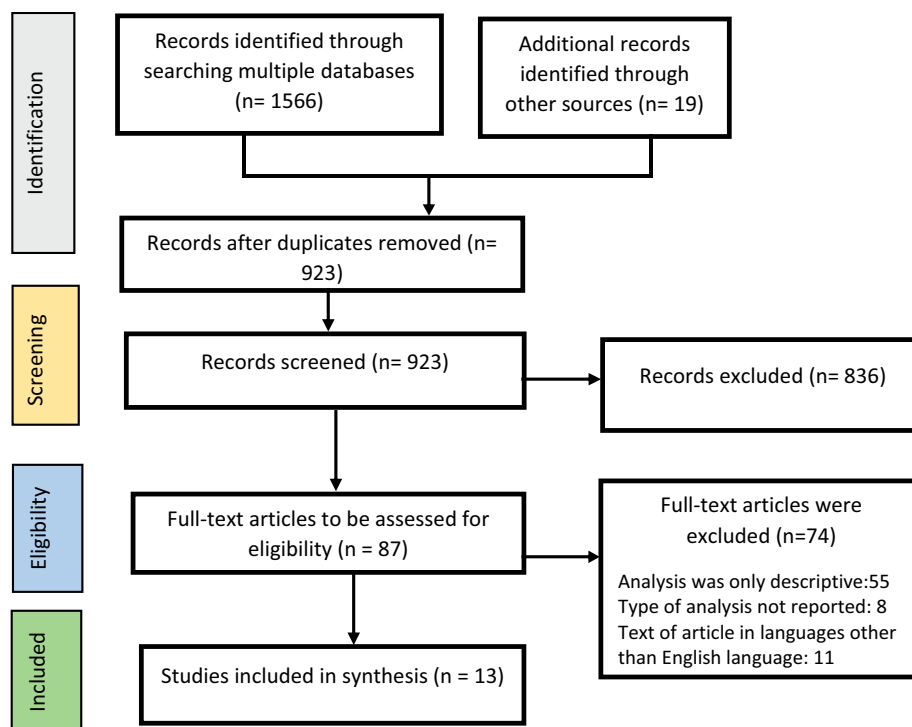 Identification
Records identified through
searching multiple databases
(n= 1566)
Additional records
identified through
other sources (n= 19)
Records after duplicates removed (n=
923)
Screening
Records screened (n= 923)
Records excluded (n= 836)
Eligibility
Full-text articles to be assessed for
eligibility (n = 87)
Full-text articles were
excluded (n=74)
Analysis was only descriptive:55
Type of analysis not reported: 8
Text of article in languages other
than English language: 11
Included
Studies included in synthesis (n = 13)